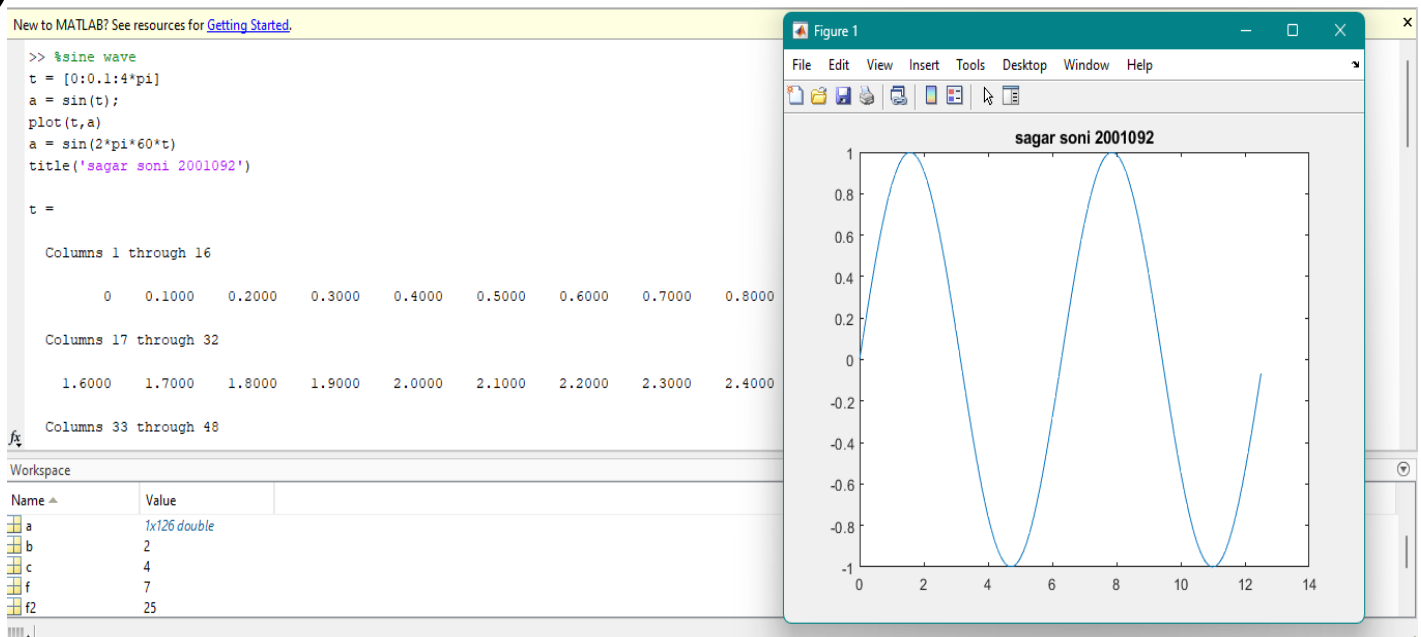 New to MATLAB? See resources for Getting Started.
>> %sine wave
t = [0:0.1:4*pi]
a = sin(t);
plot(t,a)
a = sin(2*pi*60*t)
title('sagar soni 2001092')
t =
Columns 1 through 16
0 0.1000 0.2000 0.3000 0.4000 0.5000 0.6000 0.7000 0.8000
Columns 17 through 32
1.6000 1.7000 1.8000 1.9000 2.0000 2.1000 2.2000 2.3000 2.4000
Columns 33 through 48
fx
Workspace
Name Value
a 1x126 double
b 2
c 4
f 7
f2 25
Figure 1
File Edit View Insert Tools Desktop Window Help
sagar soni 2001092
1
0.8
0.6
0.4
0.2
0
-0.2
-0.4
-0.6
-0.8
-1
0 2 4 6 8 10 12 14